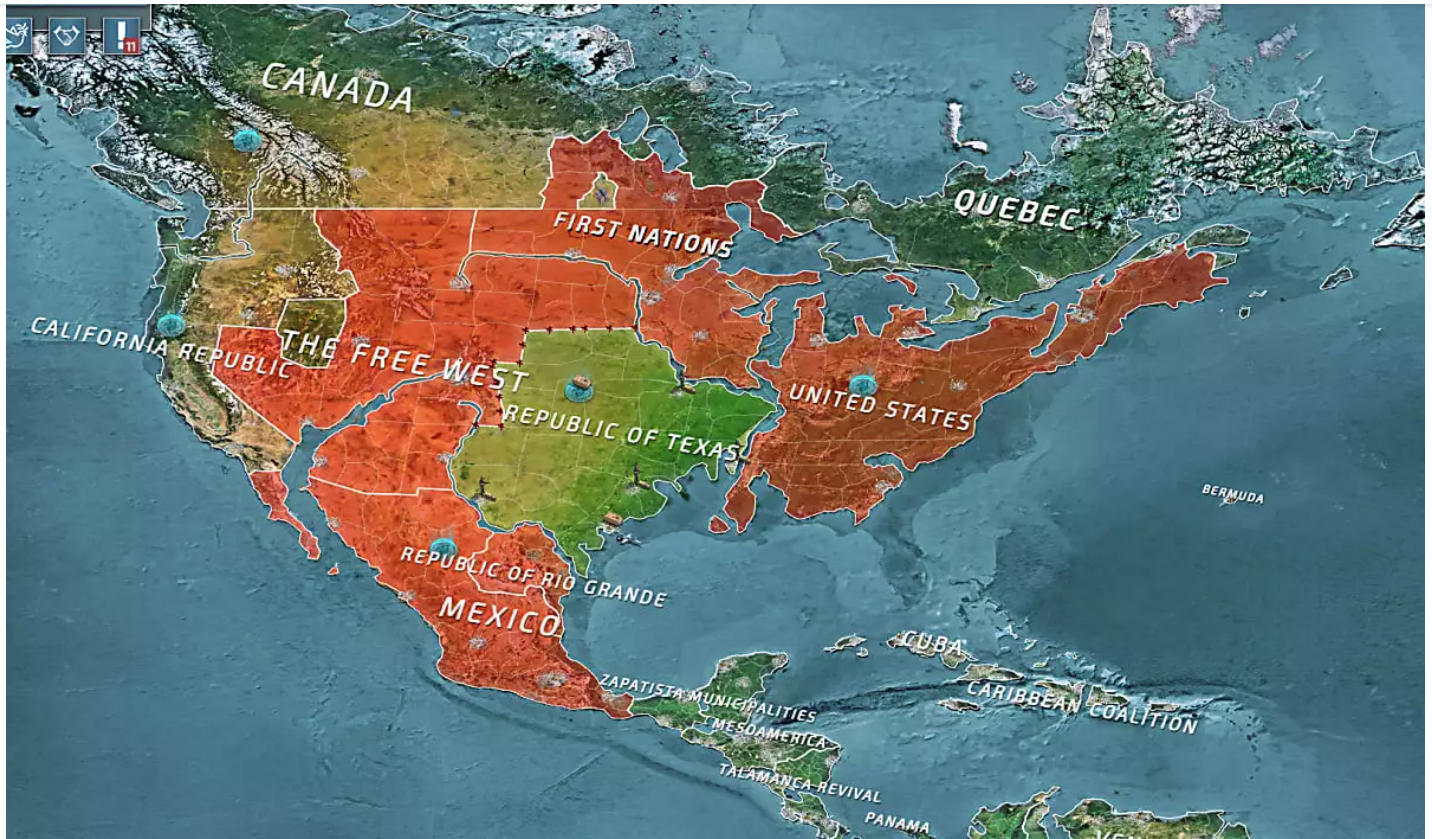 11
CANADA
QUEBEC
FIRST NATIONS
CALIFORNIA REPUBLIC
THE FREE WEST
UNITED STATES
REPUBLIC OF TEXAS
BERMUDA
REPUBLIC OF RIO GRANDE
MEXICO
CUBA
ZAPATISTA MUNICIPALITIES
CARIBBEAN COALITION
MESOAMERICA
TALAMANCA REVIVAL
PANAMA